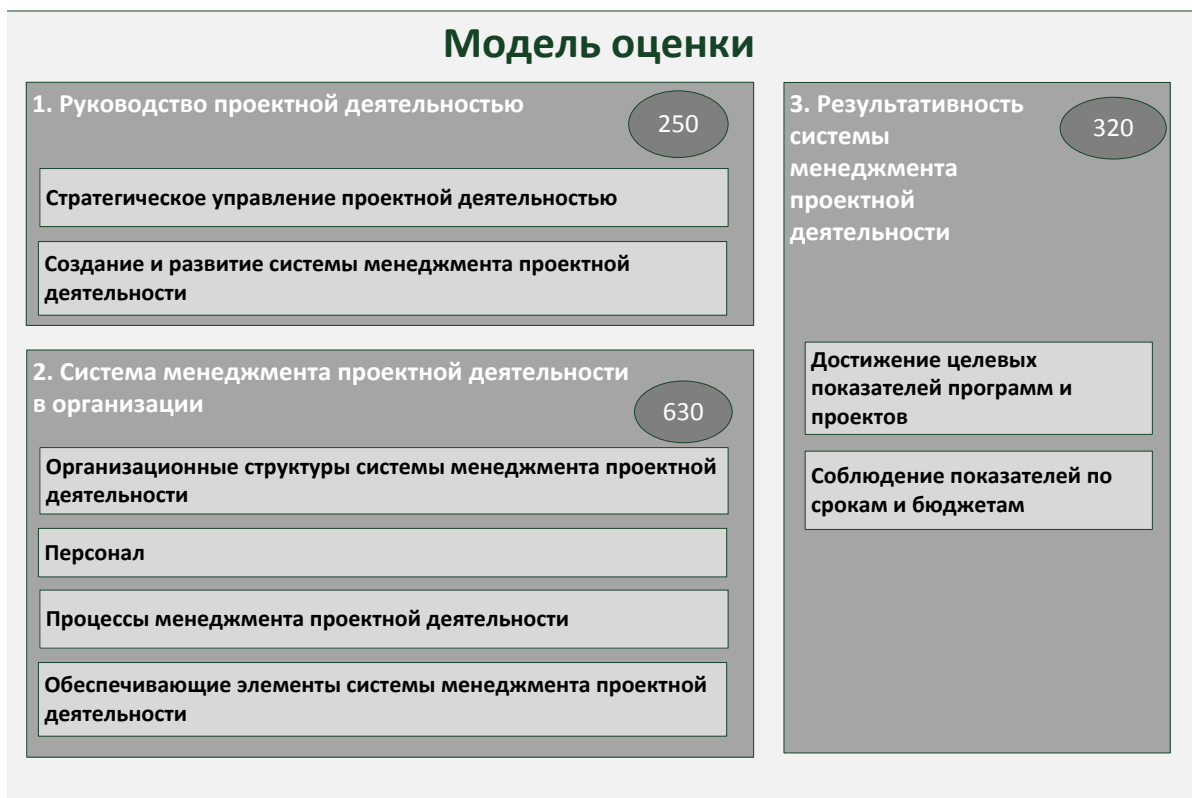 Модель оценки
1. Руководство проектной деятельностью
250
Стратегическое управление проектной деятельностью
Создание и развитие системы менеджмента проектной
деятельности
2. Система менеджмента проектной деятельности
в организации
630
Организационные структуры системы менеджмента проектной
деятельности
Персонал
Процессы менеджмента проектной деятельности
Обеспечивающие элементы системы менеджмента проектной
деятельности
3. Результативность
системы
менеджмента
проектной
деятельности
320
Достижение целевых
показателей программ и
проектов
Соблюдение показателей по
срокам и бюджетам